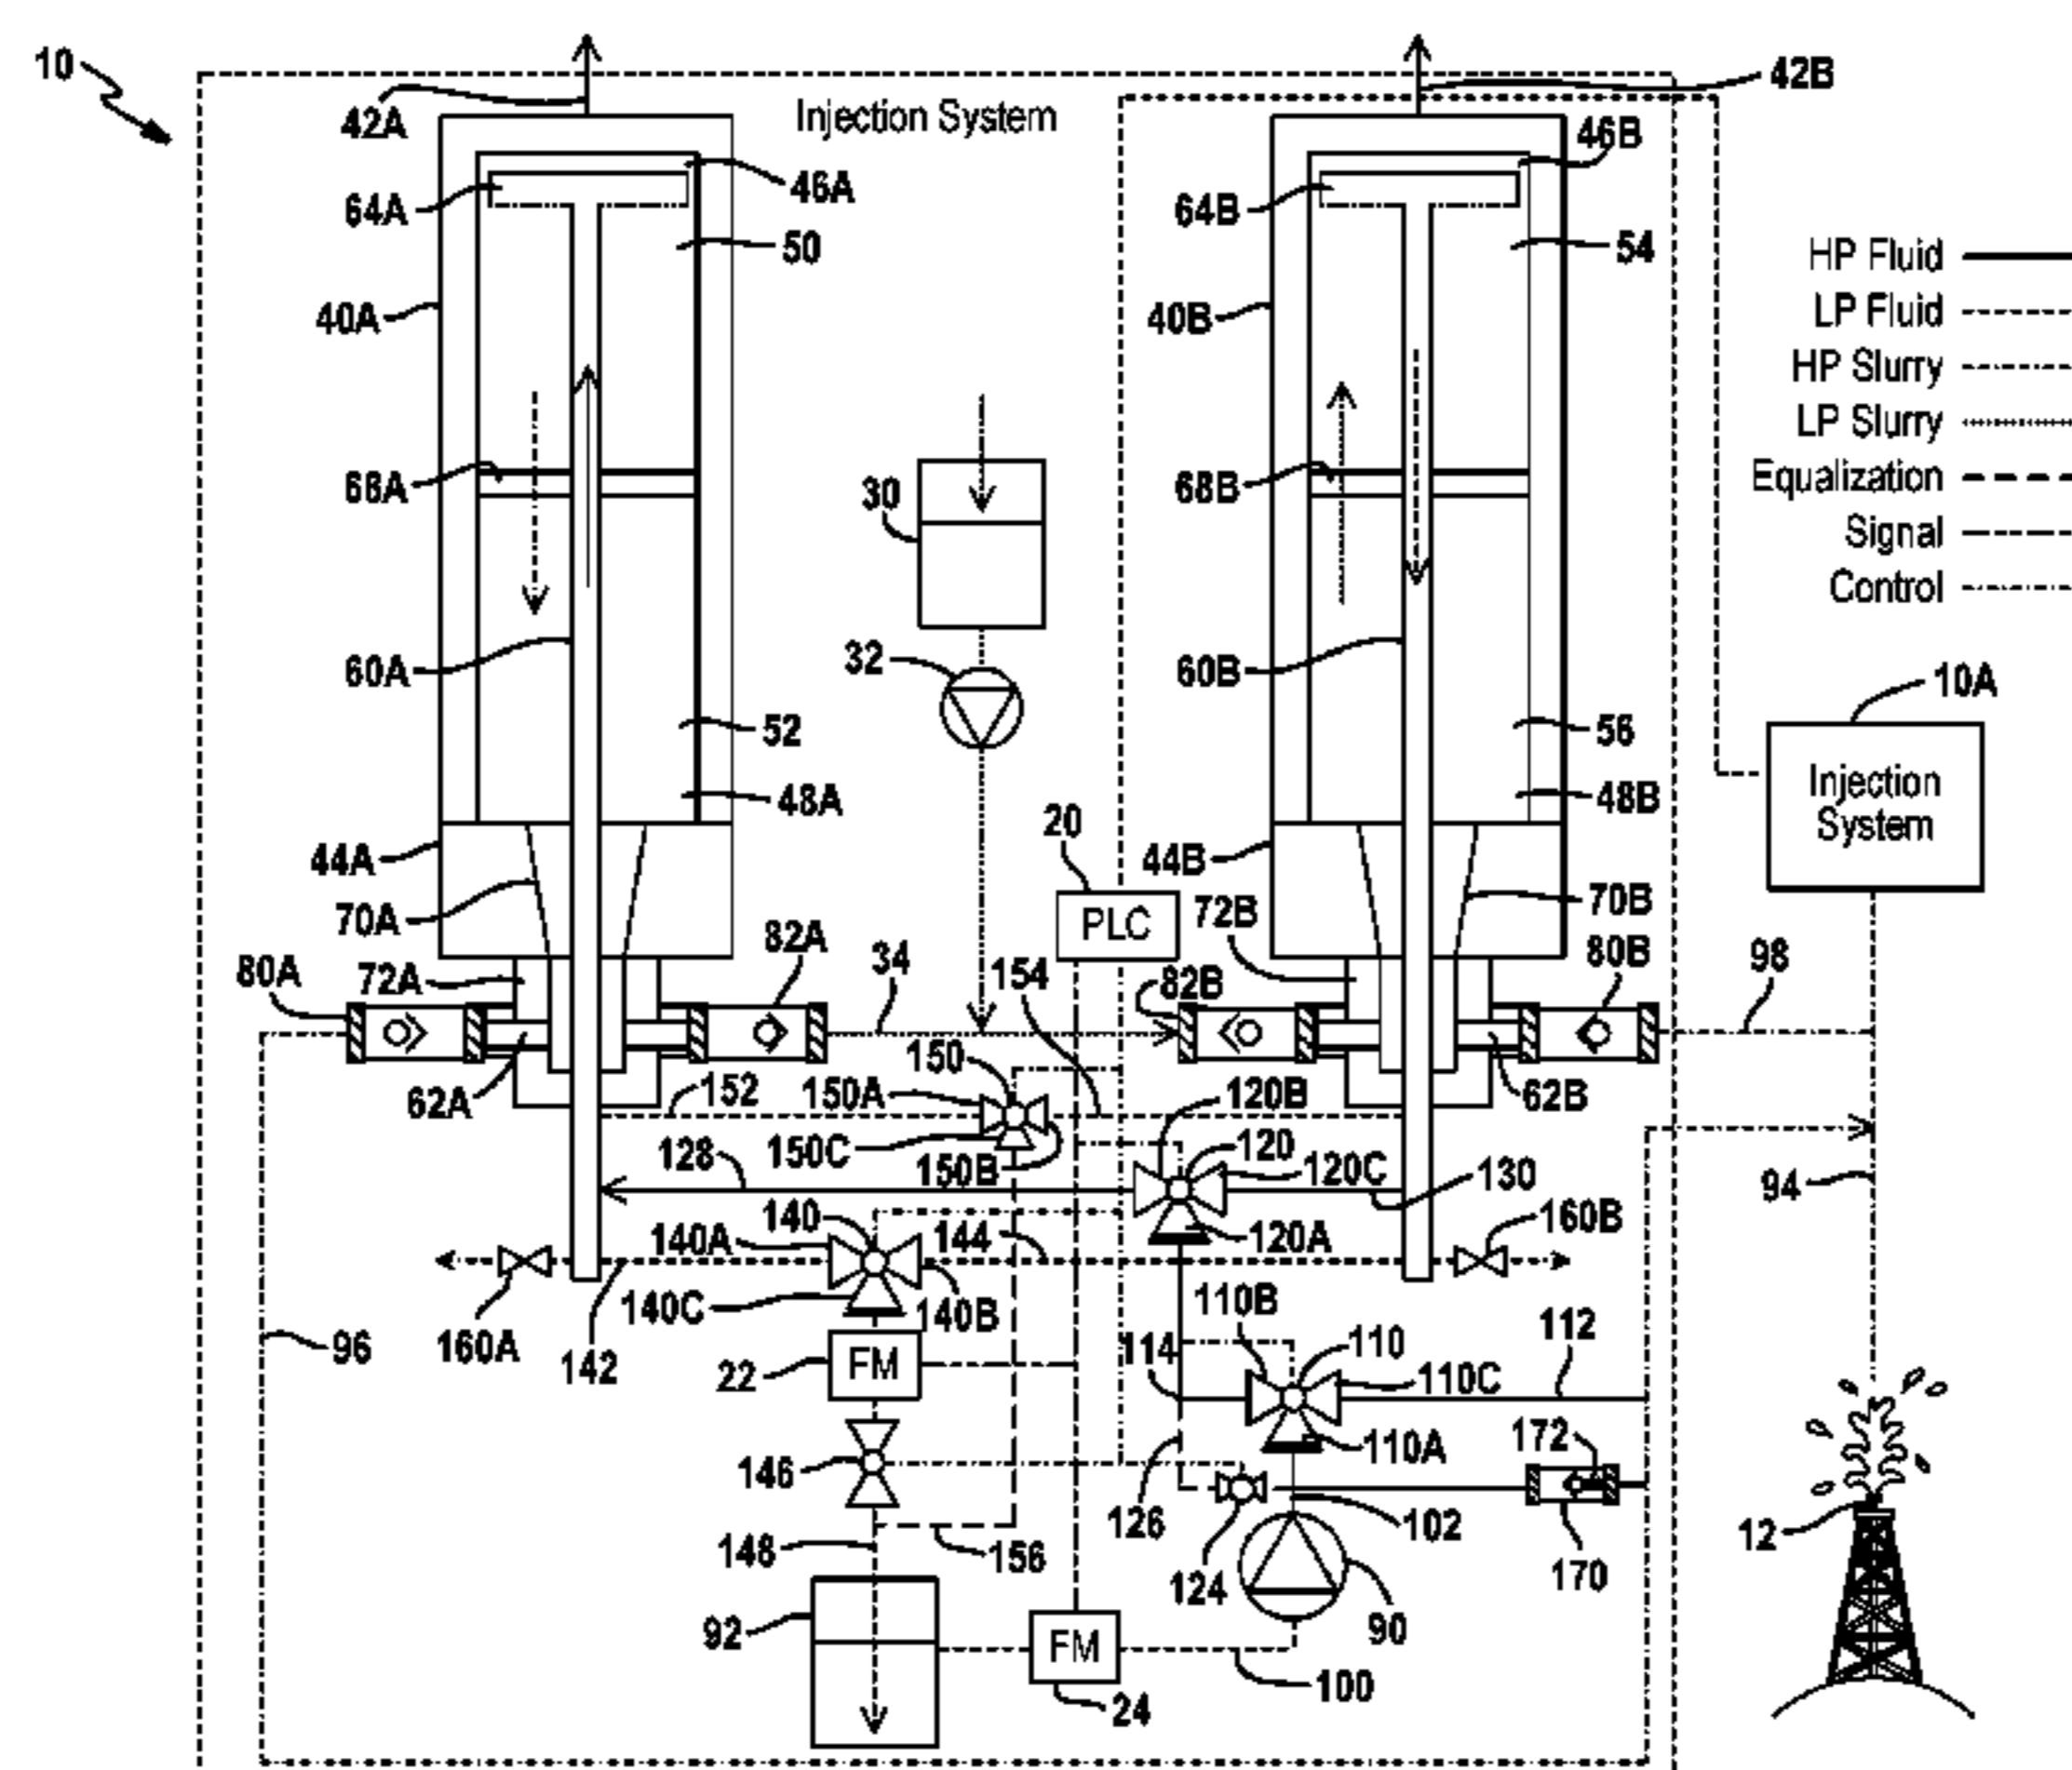 10
42A
Injection System
42B
46B
64A
46A
64B
50
54
HP Fluid
40A
40B
LP Fluid
HP Slurry
LP Slurry
68A
30
68B
Equalization
Signal
Control
60A
32
60B
10A
52
56
Injection
System
48A
48B
20
44A
44B
70A
PLC
72B
70B
82A
80B
80A
72A
34
154
82B
98
150
62A
152
150A
120B
62B
150C
150B
120
128
120C
130
94
140
160B
140A
144
120A
140C
140B
110B
96
160A
142
22
FM
114
110
112
110C
172
146
110A
126
102
12
148
156
124
170
92
90
FM
100
24